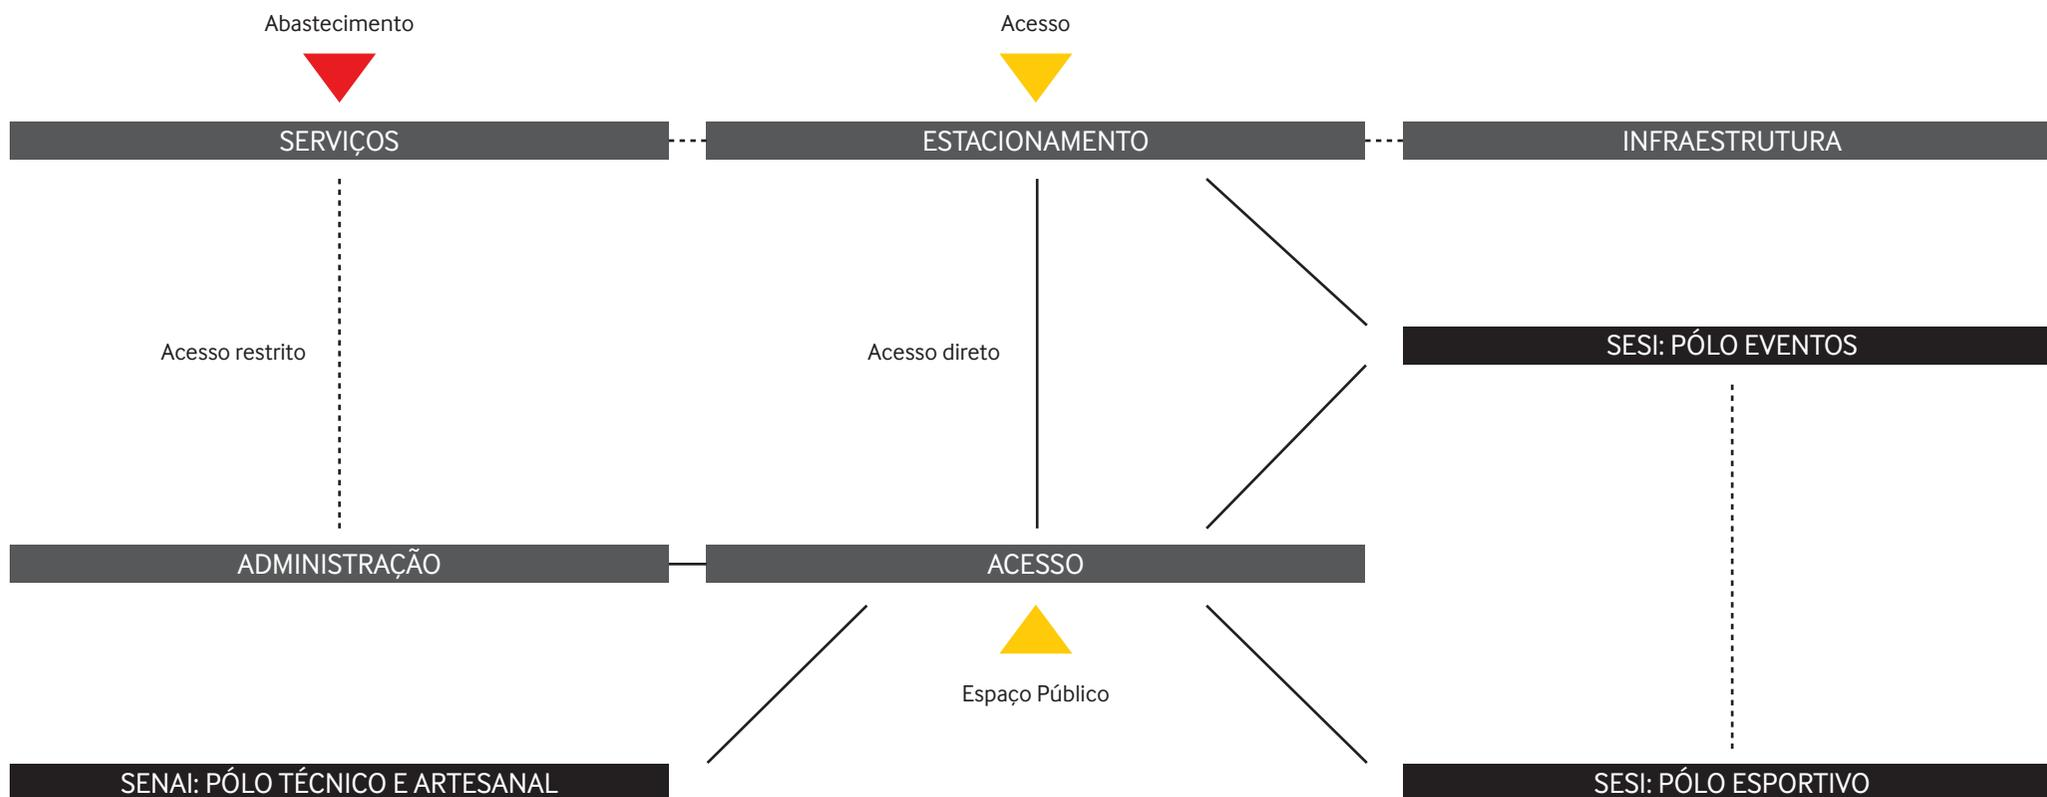 Abastecimento
Acesso
SERVIÇOS
ESTACIONAMENTO
INFRAESTRUTURA
Acesso restrito
Acesso direto
SESI: PÓLO EVENTOS
ADMINISTRAÇÃO
ACESSO
Espaço Público
SENAI: PÓLO TÉCNICO E ARTESANAL
SESI: PÓLO ESPORTIVO